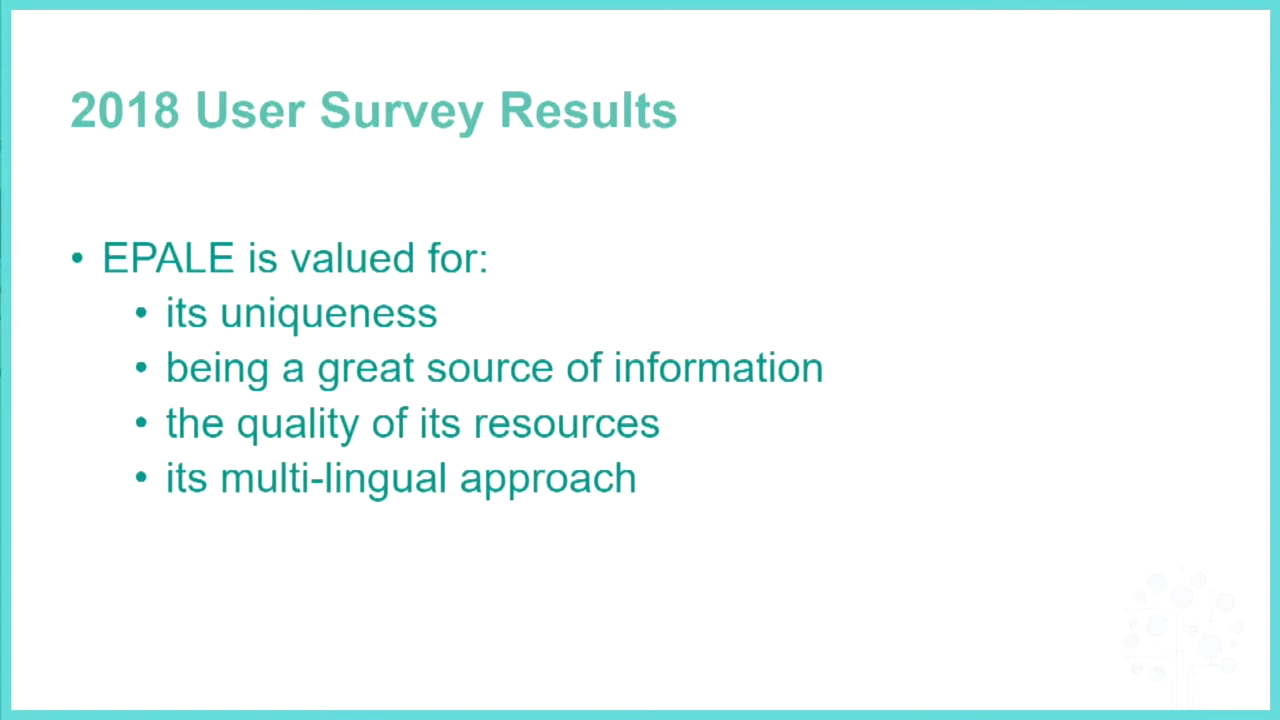 2018 User Survey Results
• EPALE is valued for:
• its uniqueness
• being a great source of information
• the quality of its resources
• its multi-lingual approach